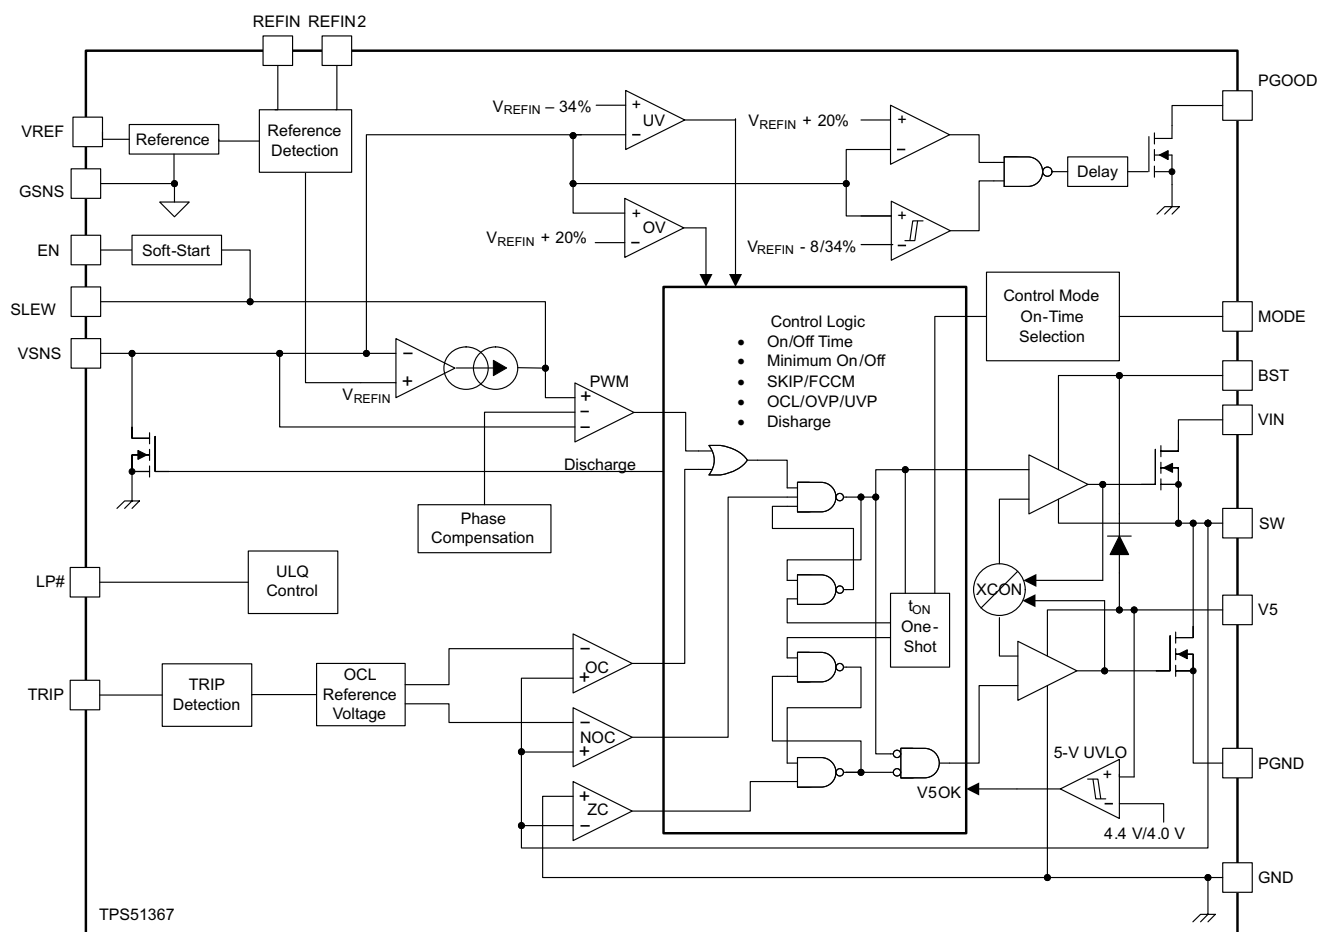 REFIN REFIN2
PGOOD
VREF
Reference
Reference
Detection
VREFIN – 34%
+
UV
−
VREFIN + 20%
+
−
Delay
GSNS
EN
Soft-Start
+
OV
−
VREFIN + 20%
+
−
VREFIN - 8/34%
SLEW
VSNS
−
+
VREFIN
PWM
+
−
−
Control Logic
• On/Off Time
• Minimum On/Off
• SKIP/FCCM
• OCL/OVP/UVP
• Disharge
Control Mode
On-Time
Selection
MODE
BST
VIN
SW
Discharge
Phase
Compensation
LP#
ULQ
Control
XCON
tON
One-
Shot
V5
TRIP
TRIP
Detection
OCL
Reference
Voltage
−
OC
+
−
NOC
+
+
ZC
−
5-V UVLO
+
−
V5OK
4.4 V/4.0 V
PGND
GND
TPS51367